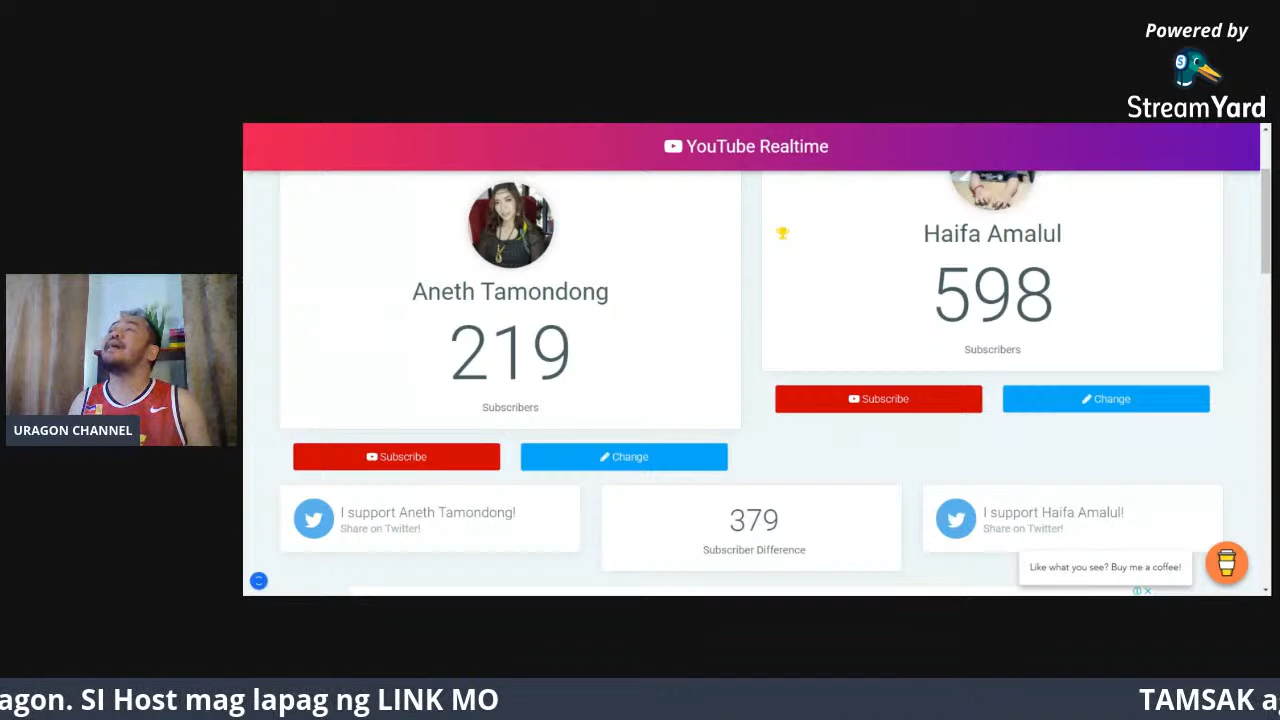 Powered by
StreamYard
YouTube Realtime
Aneth Tamondong
219
Subscribers
Subscribe
Change
Haifa Amalul
598
Subscribers
Subscribe
Change
I support Aneth Tamondong!
Share on Twitter!
379
Subscriber Difference
I support Haifa Amalul!
Share on Twitter!
Like what you see? Buy me a coffee!
URAGON CHANNEL
agon. SI Host mag lapag ng LINK MO
TAMSAK ag